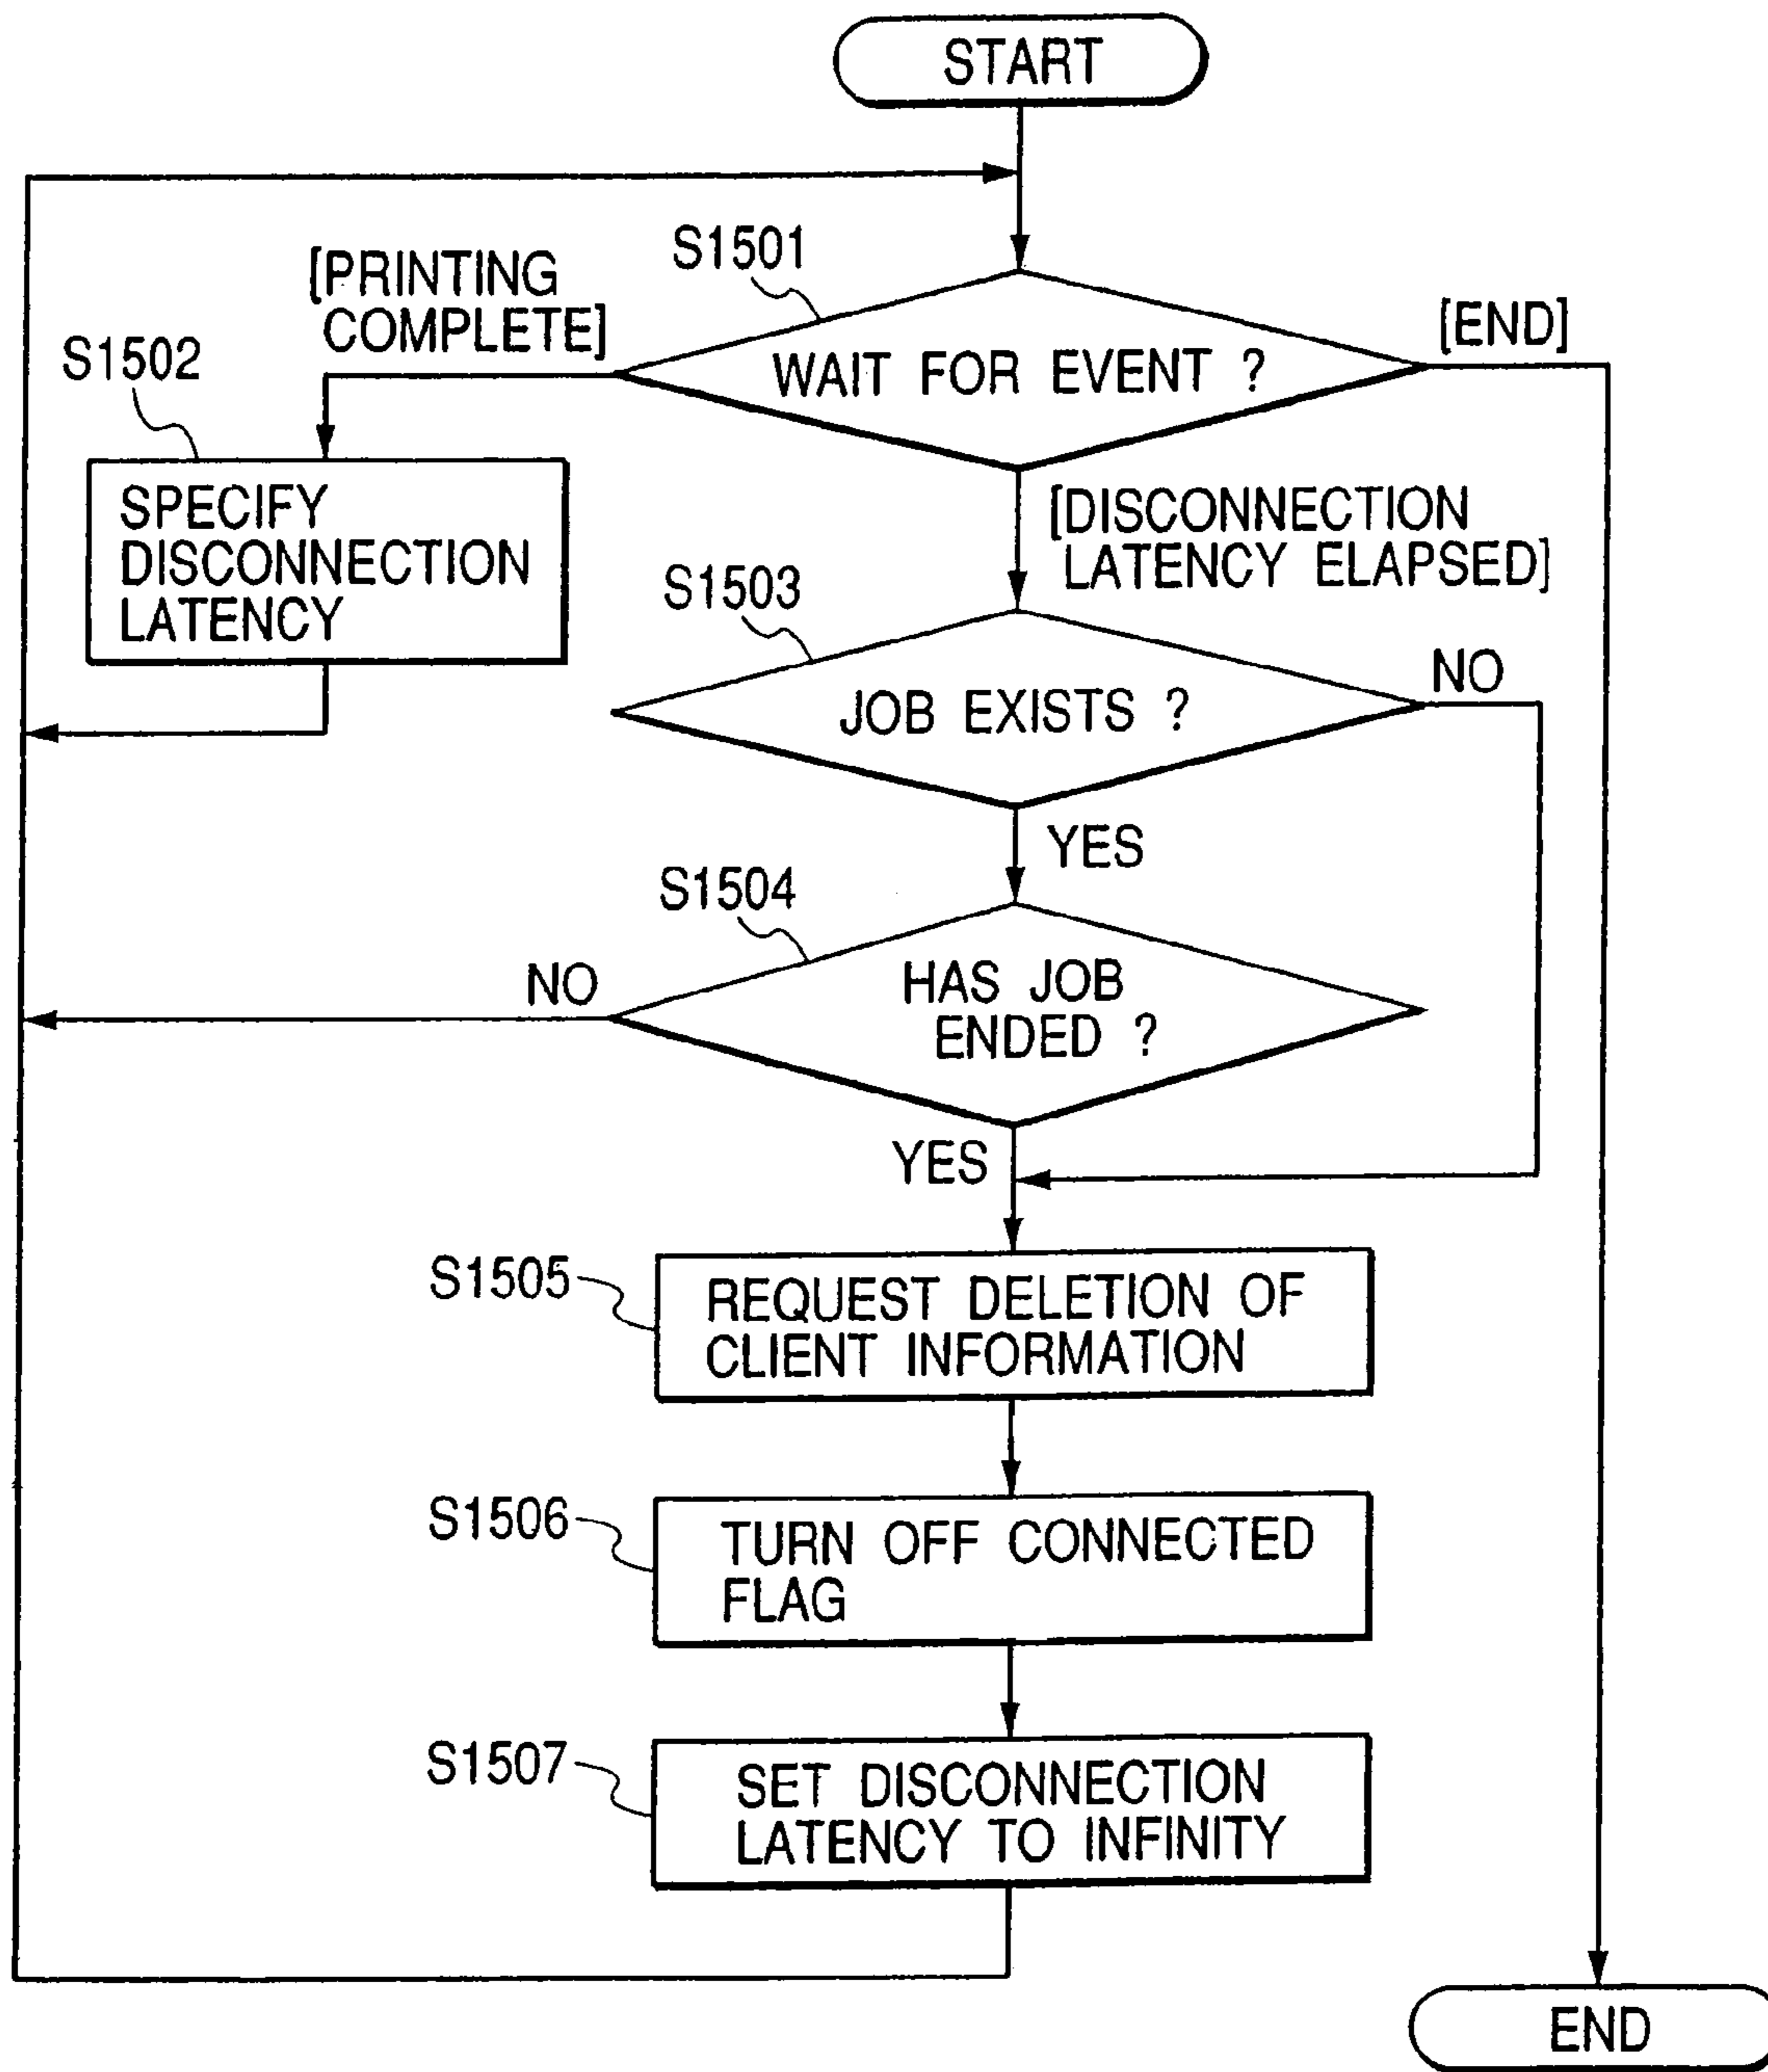 START
S1501
[PRINTING
COMPLETE]
[END]
WAIT FOR EVENT ?
S1502
SPECIFY
DISCONNECTION
LATENCY
[DISCONNECTION
LATENCY ELAPSED]
S1503
JOB EXISTS ?
NO
YES
S1504
HAS JOB
ENDED ?
NO
YES
S1505
REQUEST DELETION OF
CLIENT INFORMATION
S1506
TURN OFF CONNECTED
FLAG
S1507
SET DISCONNECTION
LATENCY TO INFINITY
END